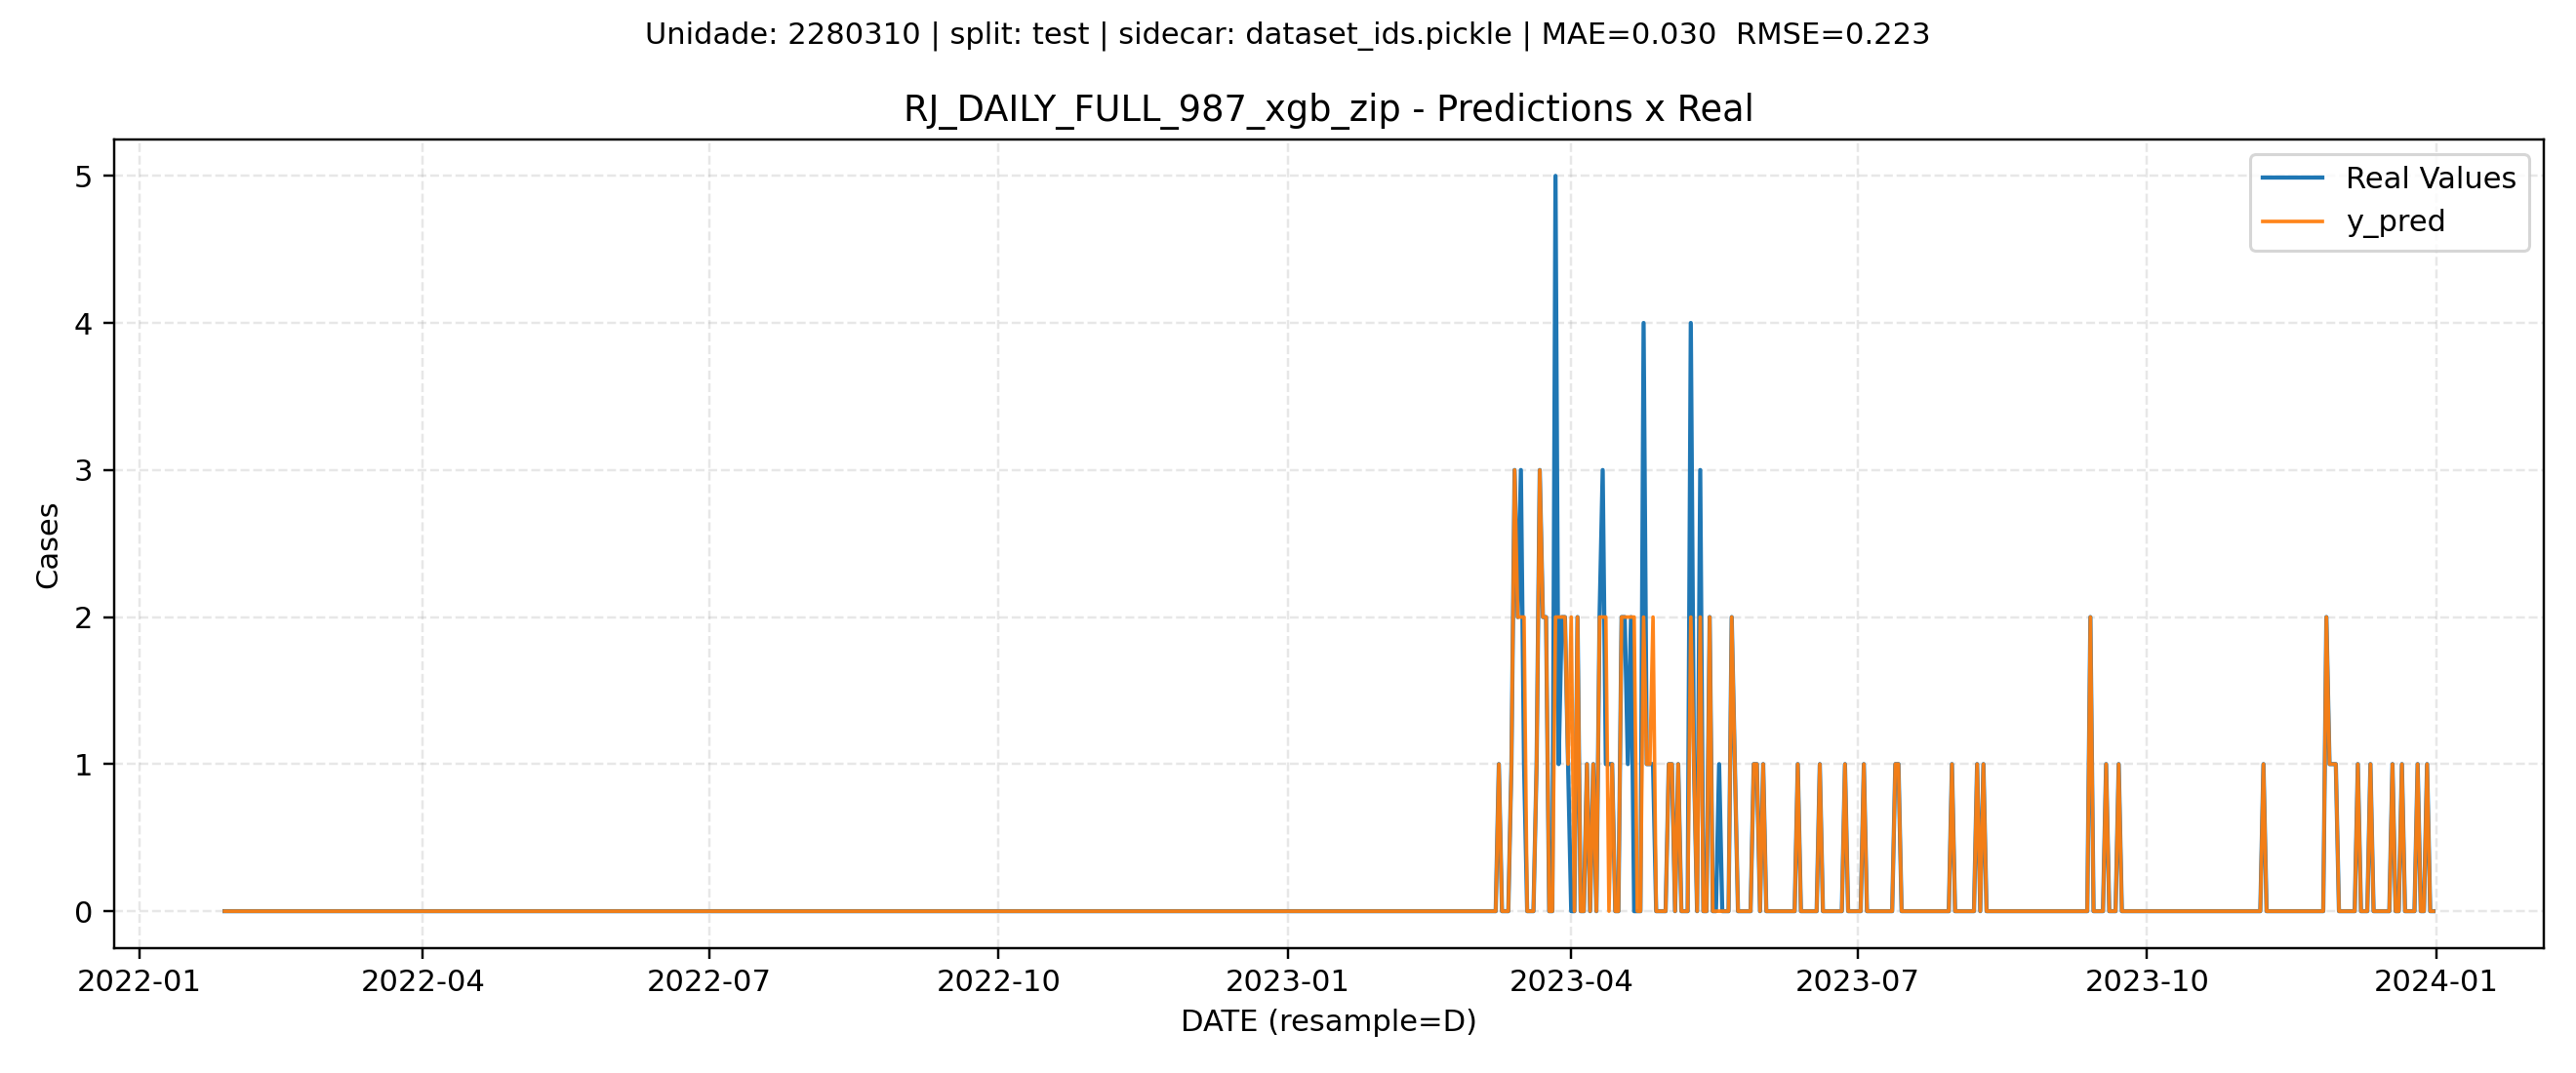 Unidade: 2280310 | split: test | sidecar: dataset_ids.pickle | MAE=0.030  RMSE=0.223
RJ_DAILY_FULL_987_xgb_zip - Predictions x Real
Real Values
y_pred
Cases
5
4
3
2
1
0
2022-01
2022-04
2022-07
2022-10
2023-01
2023-04
2023-07
2023-10
2024-01
DATE (resample=D)